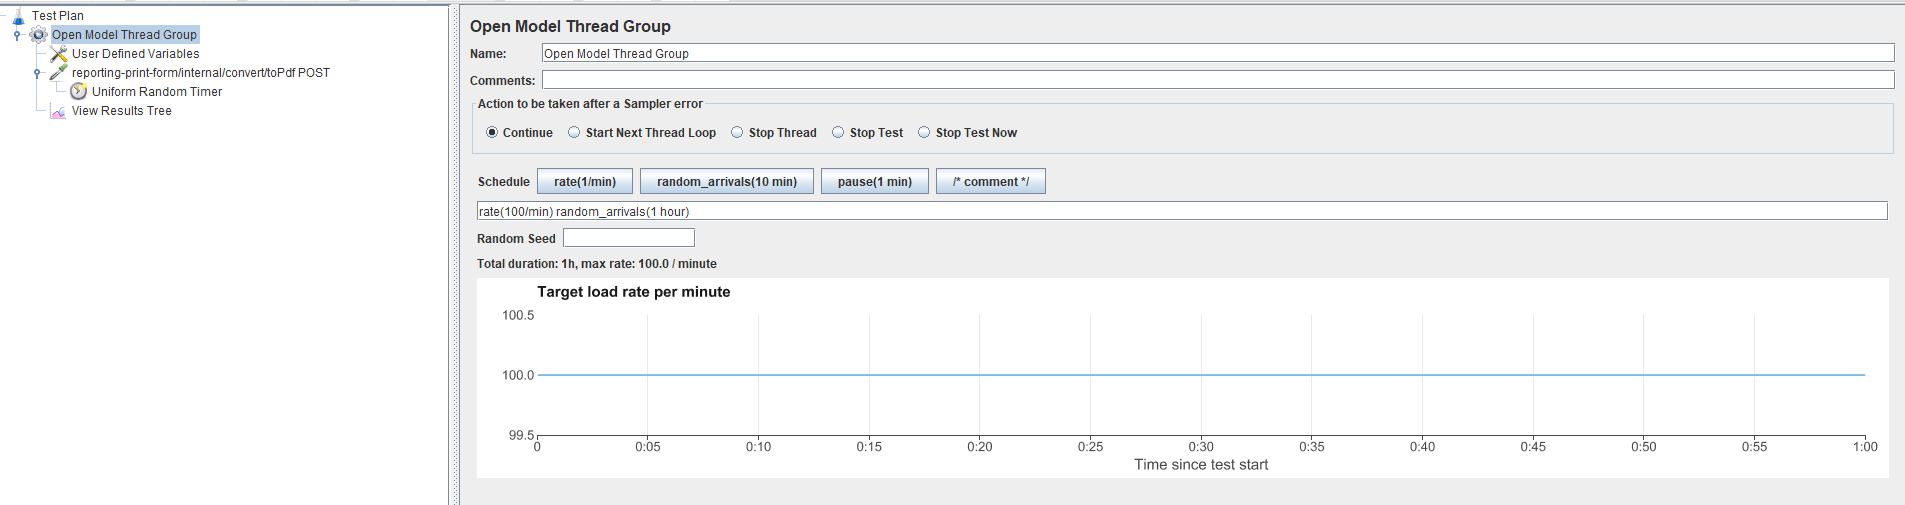 Test Plan
Open Model Thread Group
User Defined Variables
reporting-print-form/internal/convert/toPdf POST
Uniform Random Timer
View Results Tree
Open Model Thread Group
Name: Open Model Thread Group
Comments:
Action to be taken after a Sampler error
Continue Start Next Thread Loop Stop Thread Stop Test Stop Test Now
Schedule rate(1/min) random_arrivals(10 min) pause(1 min) /* comment */
rate(100/min) random_arrivals(1 hour)
Random Seed
Total duration: 1h, max rate: 100.0 / minute
Target load rate per minute
100.5
100.0
99.5
0 0:05 0:10 0:15 0:20 0:25 0:30 0:35 0:40 0:45 0:50 0:55 1:00
Time since test start